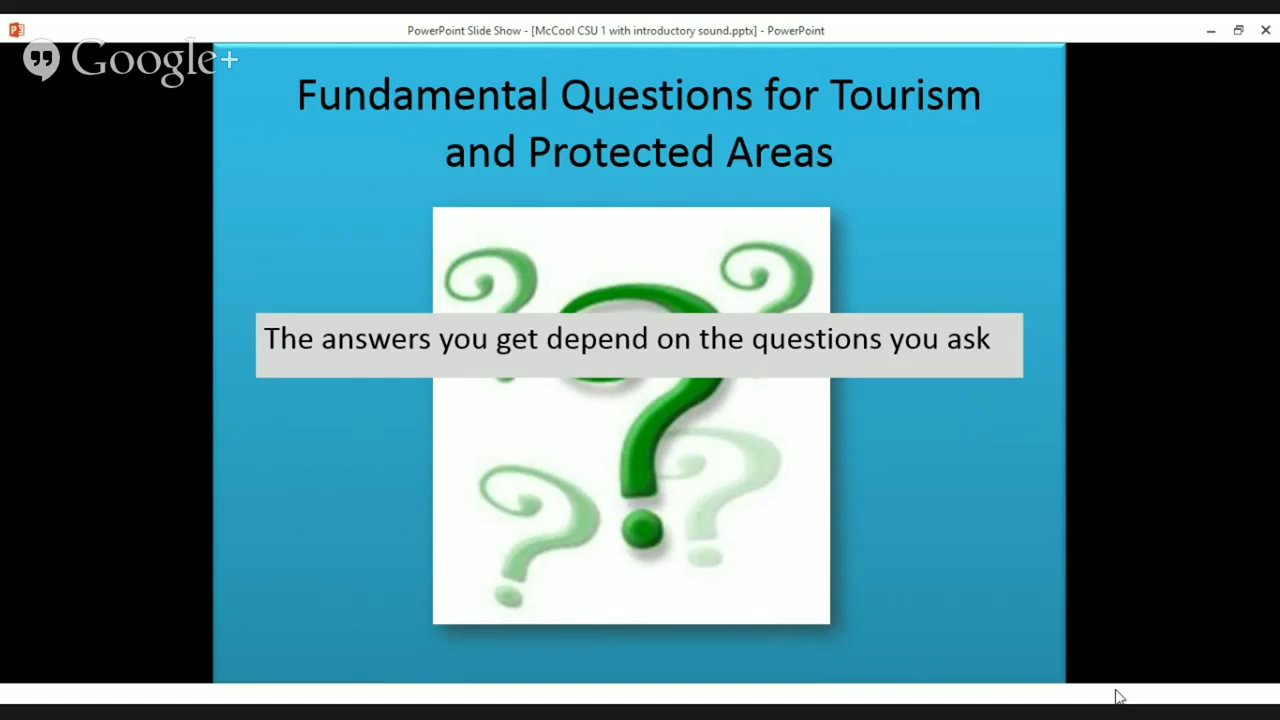 PowerPoint Slide Show - [McCool CSU 1 with introductory sound.pptx] - PowerPoint
Google+
Fundamental Questions for Tourism
and Protected Areas
The answers you get depend on the questions you ask